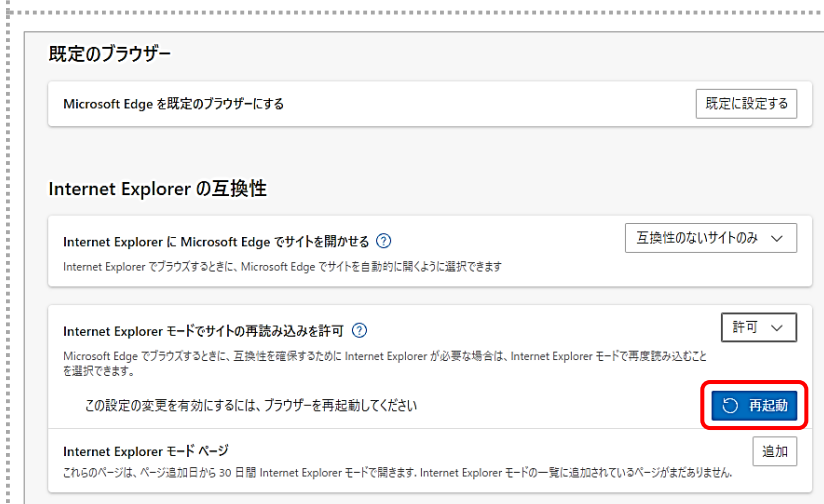 既定のブラウザー
Microsoft Edge を既定のブラウザーにする
既定に設定する
Internet Explorer の互換性
Internet Explorer に Microsoft Edge でサイトを開かせる ?
互換性のないサイトのみ
Internet Explorer でブラウズするときに、Microsoft Edge でサイトを自動的に開くように選択できます
Internet Explorer モードでサイトの再読み込みを許可 ?
許可
Microsoft Edge でブラウズするときに、互換性を確保するために Internet Explorer が必要な場合は、Internet Explorer モードで再度読み込むこと
を選択できます。
この設定の変更を有効にするには、ブラウザーを再起動してください
再起動
Internet Explorer モード ページ
追加
これらのページは、ページ追加日から 30 日間 Internet Explorer モードで開きます. Internet Explorer モードの一覧に追加されているページがまだありません.